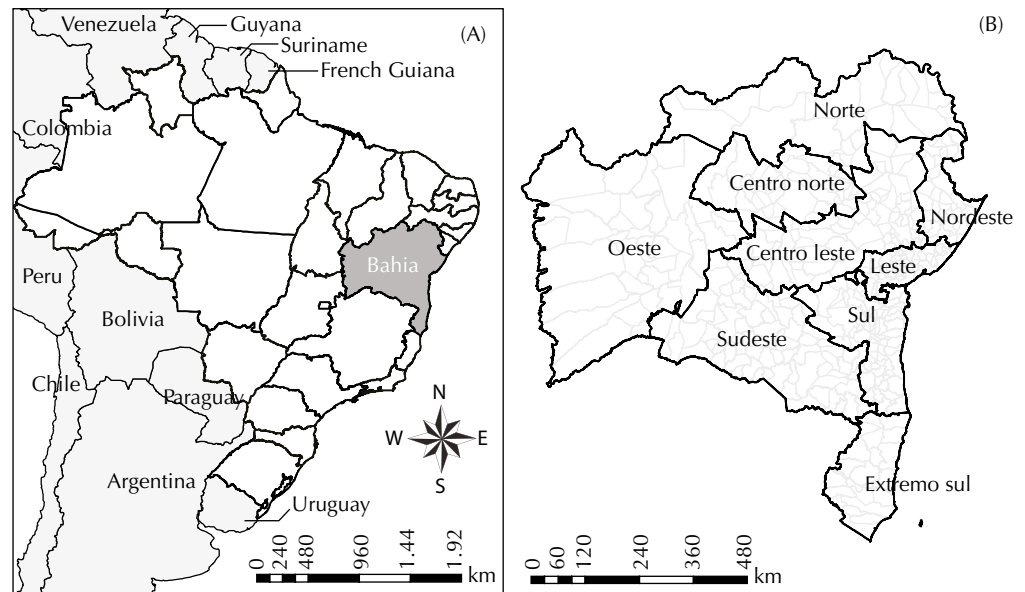 (A)
Venezuela
Guyana
Suriname
French Guiana
Colombia
Bahia
Peru
Bolivia
Chile
Paraguay
Argentina
Uruguay
N
W E
S
0 240 480 960 1.44 1.92
km
(B)
Norte
Centro norte
Nordeste
Oeste
Centro leste
Leste
Sul
Sudeste
Extremo sul
0 60 120 240 360 480
km